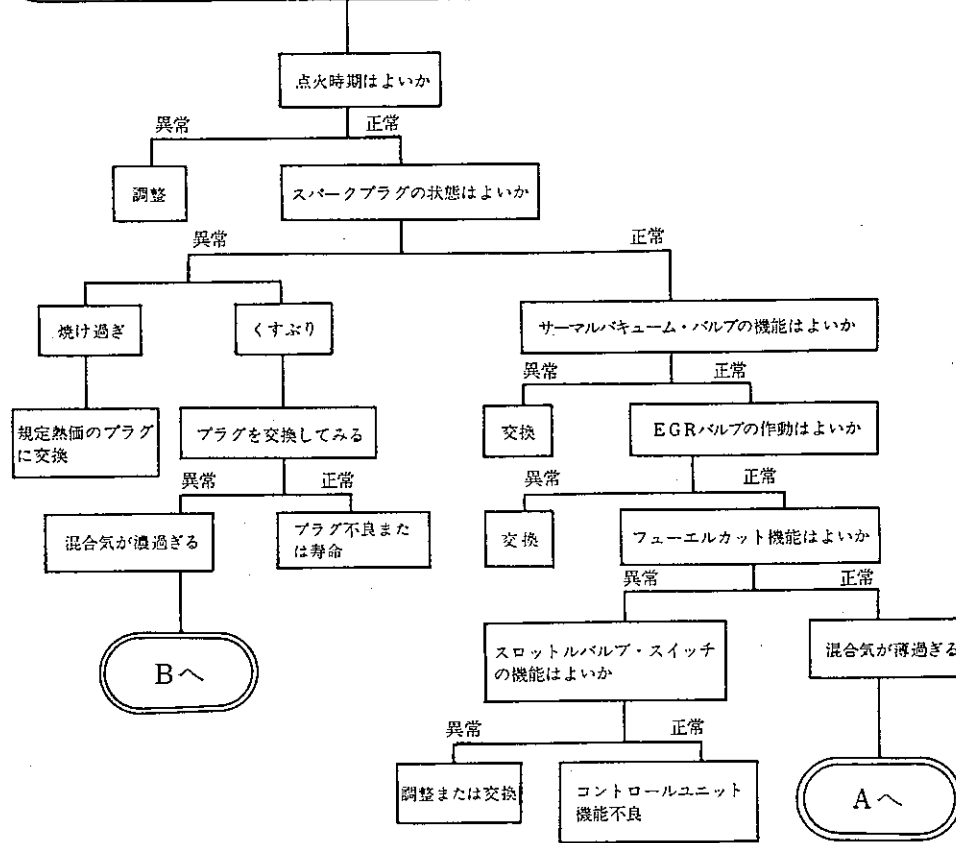 点火時期はよいか
異常
正常
調整
スパークプラグの状態はよいか
異常
正常
焼け過ぎ
くすぶり
サーマルバキューム・バルブの機能はよいか
異常
正常
規定熱価のプラグ
に交換
プラグを交換してみる
交換
EGRバルブの作動はよいか
異常
正常
異常
正常
混合気が濃過ぎる
プラグ不良また
は寿命
交換
フューエルカット機能はよいか
異常
正常
Bへ
スロットルバルブ・スイッチ
の機能はよいか
混合気が薄過ぎる
異常
正常
調整または交換
コントロールユニット
機能不良
Aへ